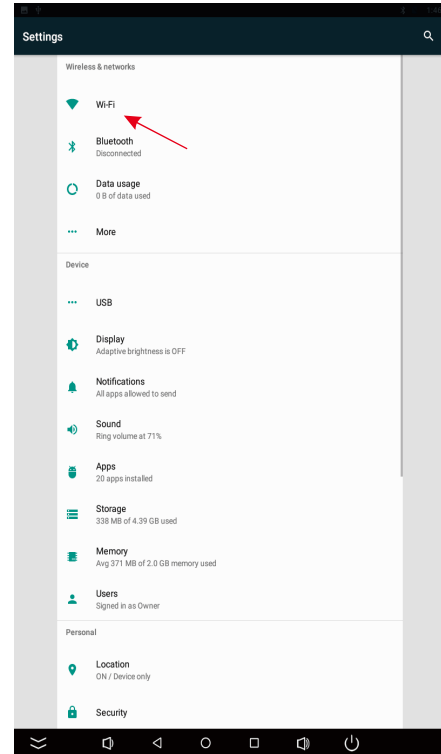 1:46
Settings
Wireless & networks
Wi-Fi
Bluetooth
Disconnected
Data usage
0 B of data used
More
Device
USB
Display
Adaptive brightness is OFF
Notifications
All apps allowed to send
Sound
Ring volume at 71%
Apps
20 apps installed
Storage
338 MB of 4.39 GB used
Memory
Avg 371 MB of 2.0 GB memory used
Users
Signed in as Owner
Personal
Location
ON / Device only
Security